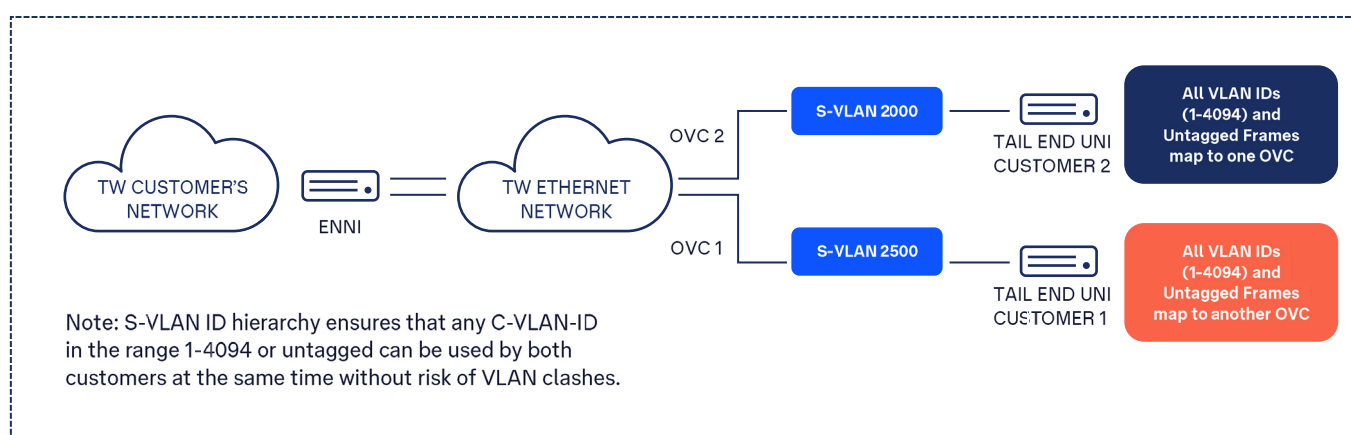 TW CUSTOMER'S
NETWORK
ENNI
TW ETHERNET
NETWORK
OVC 2
OVC 1
S-VLAN 2000
S-VLAN 2500
TAIL END UNI
CUSTOMER 2
All VLAN IDs
(1-4094) and
Untagged Frames
map to one OVC
TAIL END UNI
CUSTOMER 1
All VLAN IDs
(1-4094) and
Untagged Frames
map to another OVC
Note: S-VLAN ID hierarchy ensures that any C-VLAN-ID
in the range 1-4094 or untagged can be used by both
customers at the same time without risk of VLAN clashes.